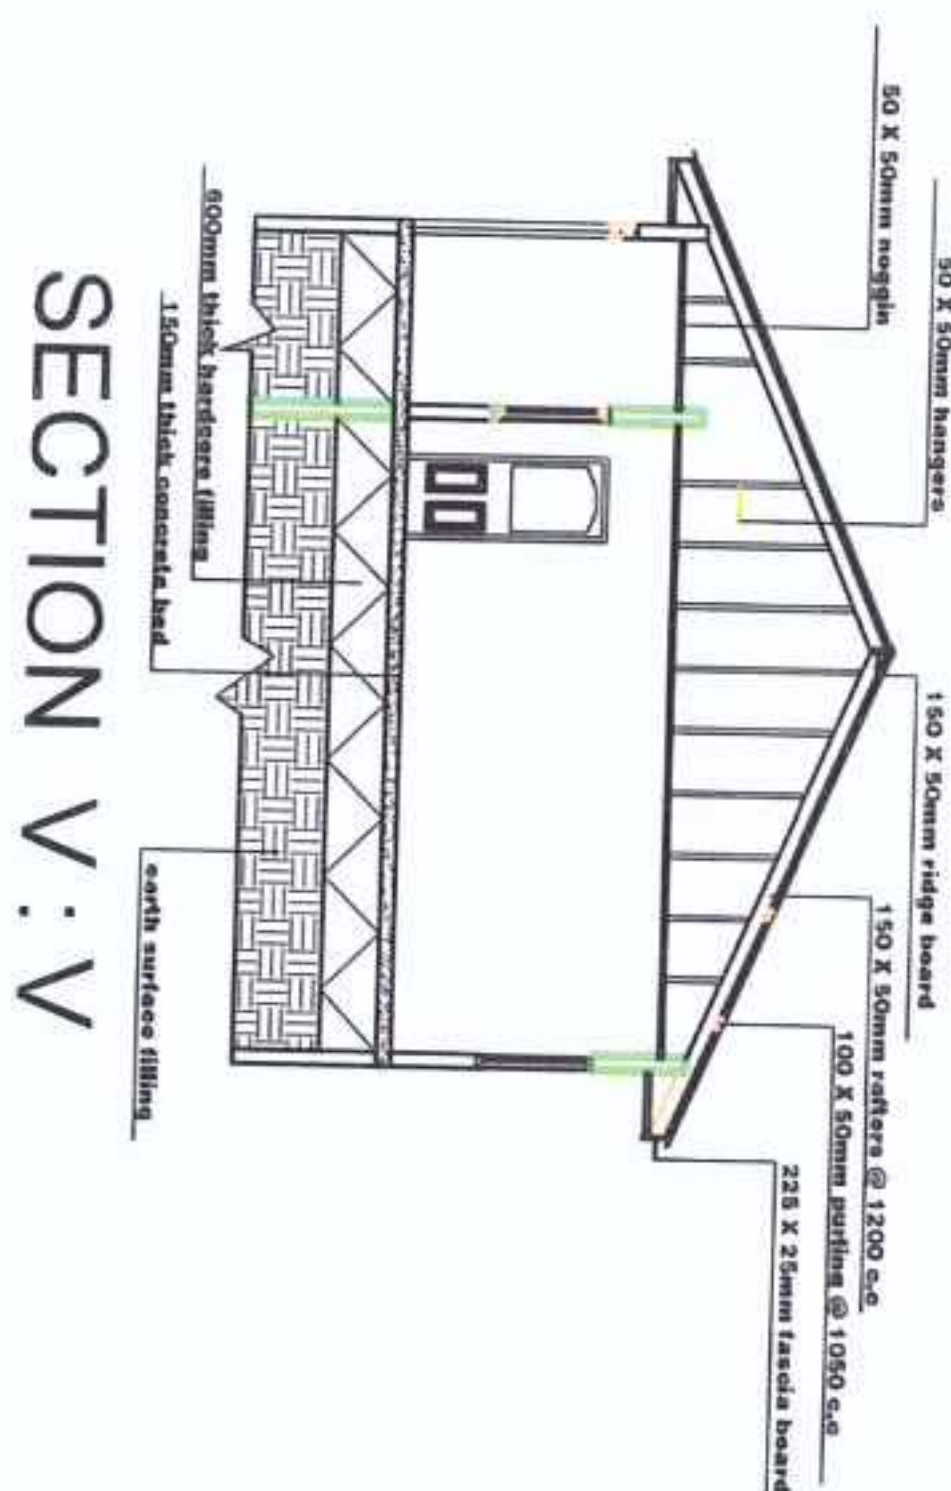 50 X 50mm hangers
50 X 50mm noggin
150 X 50mm ridge board
150 X 50mm rafters @ 1200 c.c
100 X 50mm purling @ 1050 c.c
225 X 25mm fascia board
600mm thick hardcore filling
150mm thick concrete bed
earth surface filling
SECTION V:V